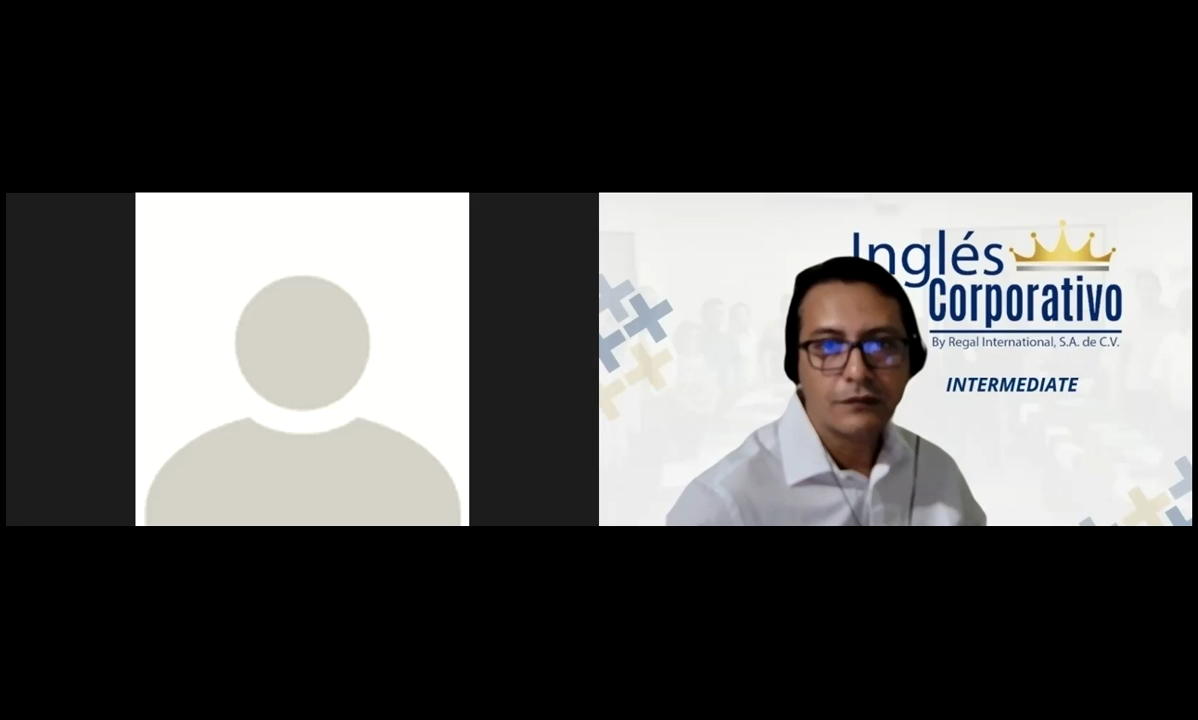 Inglés
Corporativo
By Regal International, S.A. de C.V.
INTERMEDIATE